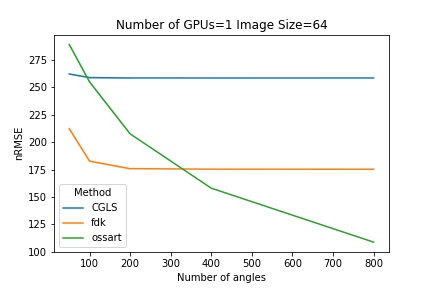 Number of GPUs=1 Image Size=64
nRMSE
275
250
225
200
175
150
125
100
Method
CGLS
fdk
ossart
100 200 300 400 500 600 700 800
Number of angles